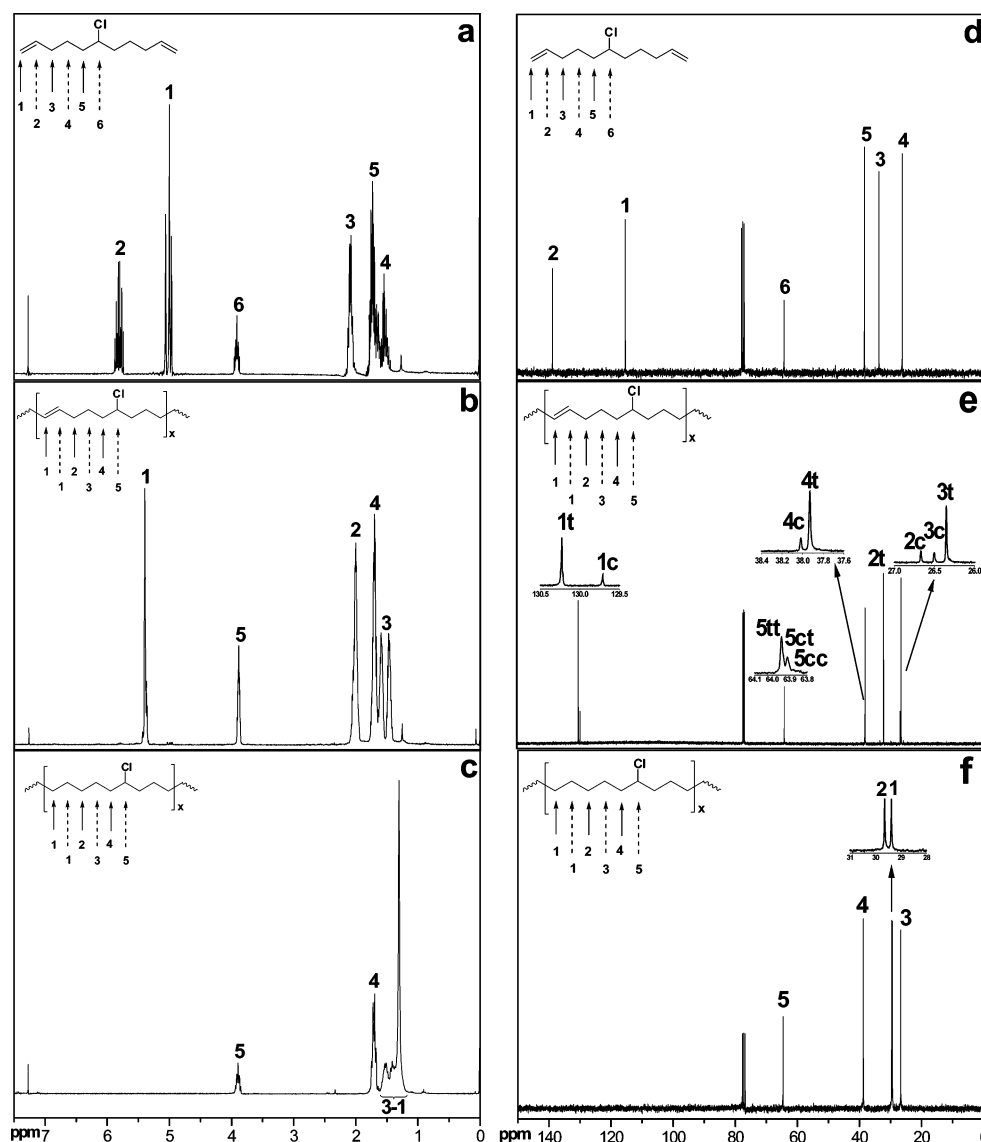 a
Cl
1 2 3 4 5 6
2 1 6 3 5 4
b
Cl
x
1 1 2 3 4 5
1 5 2 4 3
c
Cl
x
1 1 2 3 4 5
5 4 3-1
ppm 7 6 5 4 3 2 1 0
d
Cl
1 2 3 4 5 6
2 1 6 5 3 4
e
Cl
x
1 1 2 3 4 5
1t 1c
130.5 130.0 129.5
5tt 5ct 5cc
64.1 64.0 63.9 63.8
4c 4t
38.4 38.2 38.0 37.8 37.6
2t
2c 3c 3t
27.0 26.5 26.0
f
Cl
x
1 1 2 3 4 5
2 1
31 30 29 28
5 4 3
ppm 140 120 100 80 60 40 20 0